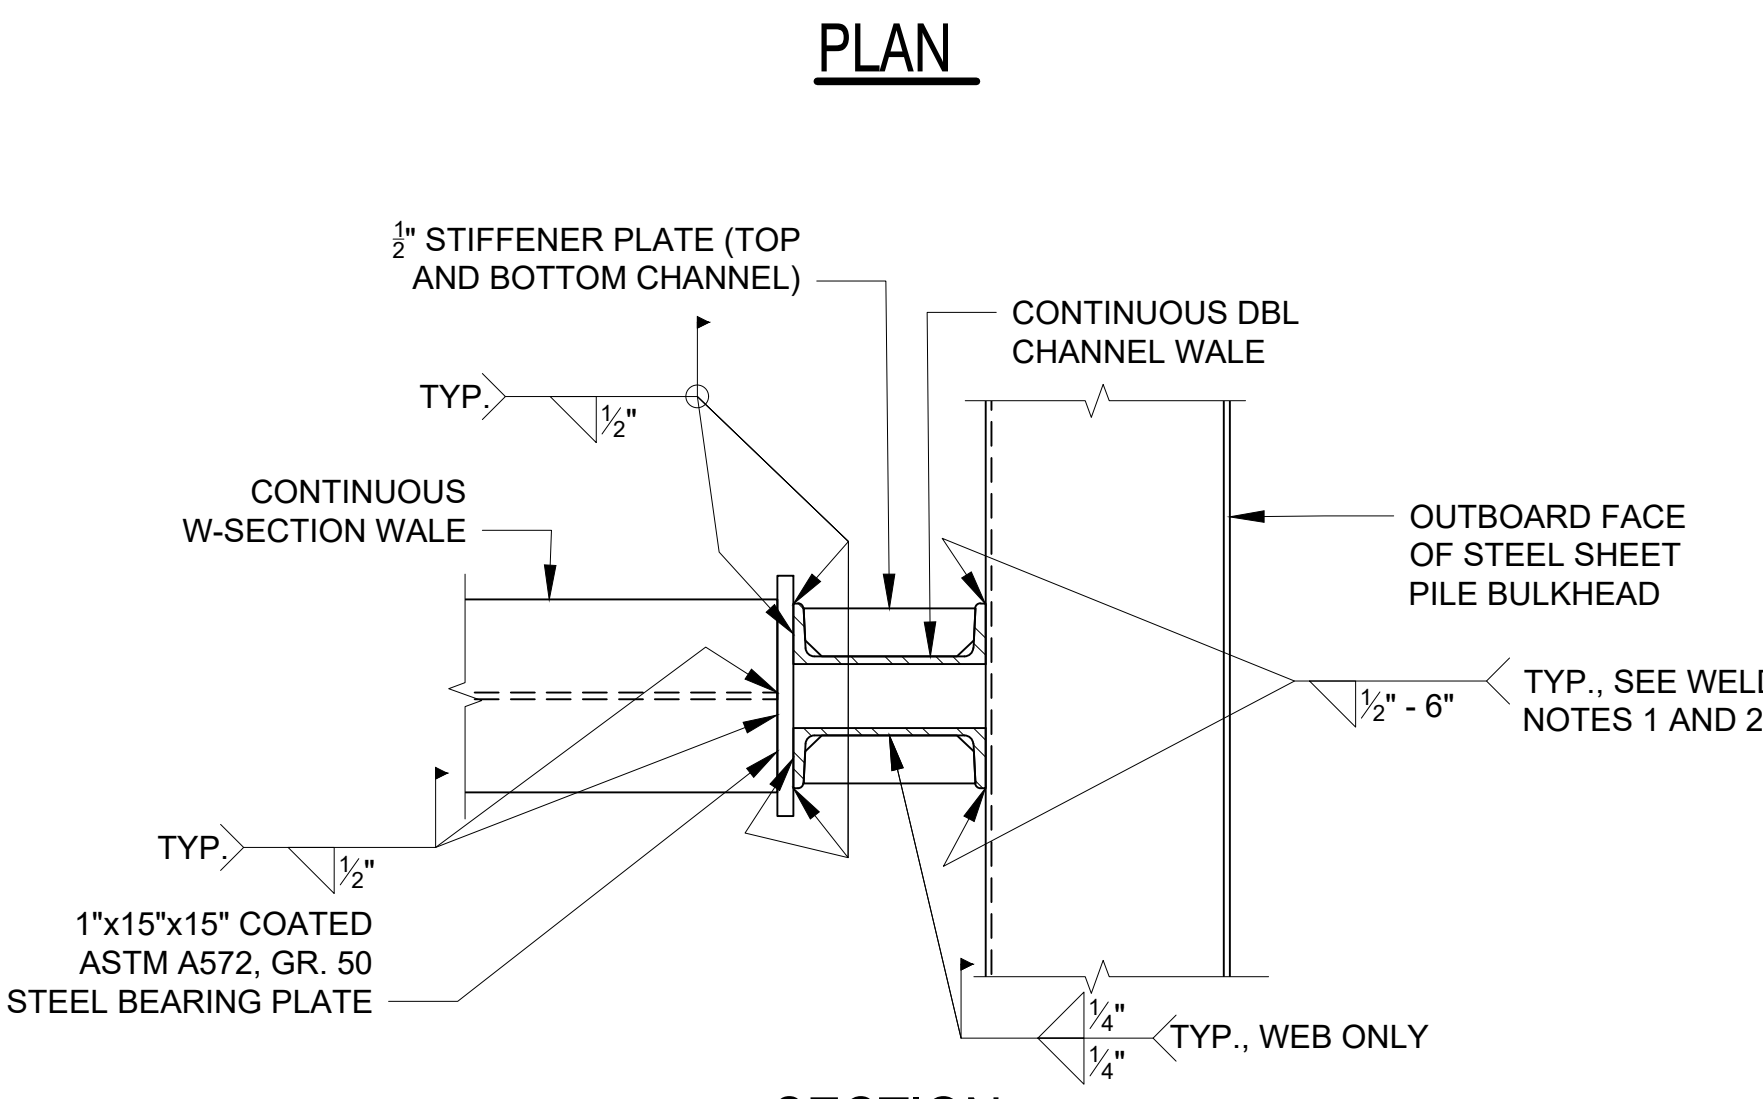 PLAN
½" STIFFENER PLATE (TOP
AND BOTTOM CHANNEL)
CONTINUOUS DBL
CHANNEL WALE
TYP.
½"
CONTINUOUS
W-SECTION WALE
OUTBOARD FACE
OF STEEL SHEET
PILE BULKHEAD
½" - 6"
TYP., SEE WELD
NOTES 1 AND 2
TYP.
½"
1"x15"x15" COATED
ASTM A572, GR. 50
STEEL BEARING PLATE
¼"
¼"
TYP., WEB ONLY
SECTION